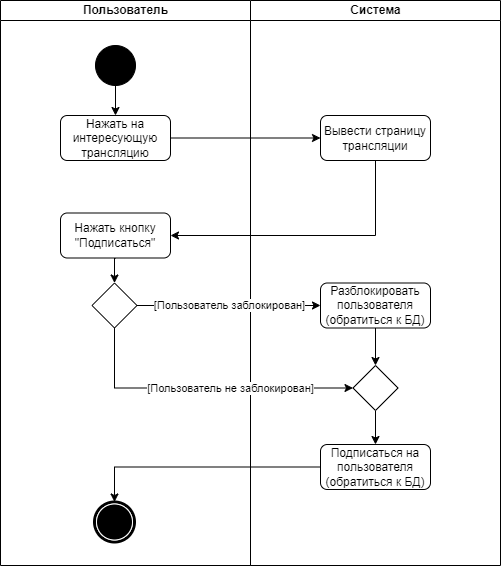 Пользователь
Система
Нажать на
интересующую
трансляцию
Вывести страницу
трансляции
Нажать кнопку
"Подписаться"
[Пользователь заблокирован]
Разблокировать
пользователя
(обратиться к БД)
[Пользователь не заблокирован]
Подписаться на
пользователя
(обратиться к БД)